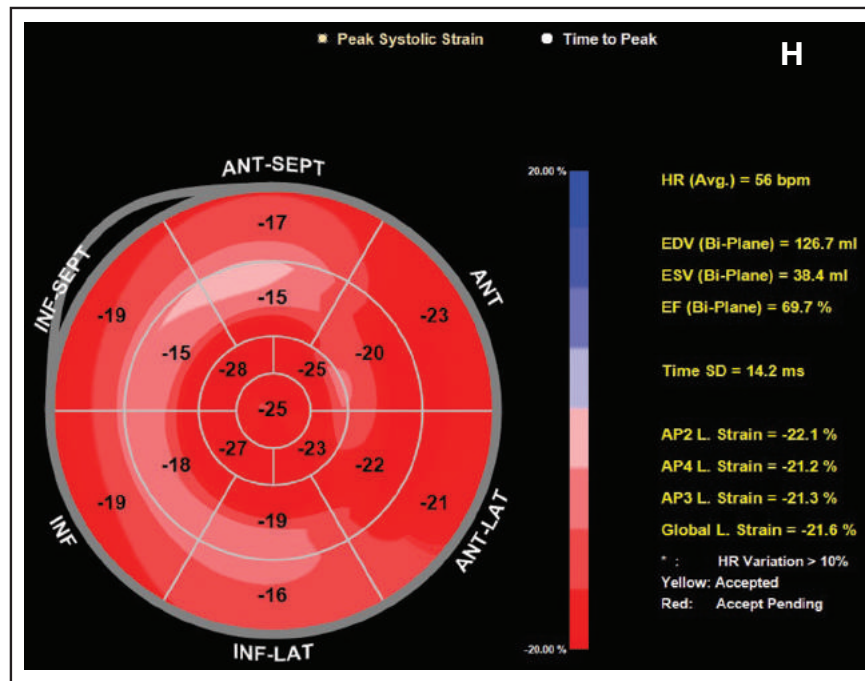 Peak Systolic Strain
Time to Peak
H
ANT-SEPT
INF-SEPT
ANT
INF
ANT-LAT
INF-LAT
-17
-19
-23
-15
-15
-20
-28
-25
-25
-27
-23
-18
-22
-19
-21
-19
-16
20.00 %
-20.00 %
HR (Avg.) = 56 bpm
EDV (Bi-Plane) = 126.7 ml
ESV (Bi-Plane) = 38.4 ml
EF (Bi-Plane) = 69.7 %
Time SD = 14.2 ms
AP2 L. Strain = -22.1 %
AP4 L. Strain = -21.2 %
AP3 L. Strain = -21.3 %
Global L. Strain = -21.6 %
* : HR Variation > 10%
Yellow: Accepted
Red: Accept Pending